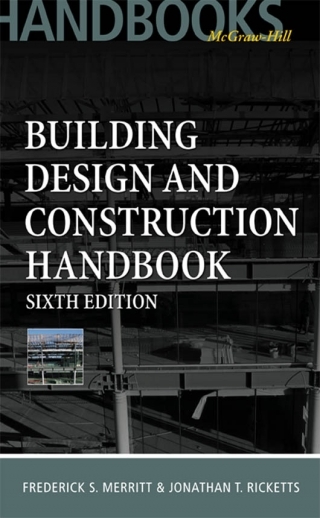 HANDBOOKS
McGraw-Hill
BUILDING
DESIGN AND
CONSTRUCTION
HANDBOOK
SIXTH EDITION
FREDERICK S. MERRITT & JONATHAN T. RICKETTS